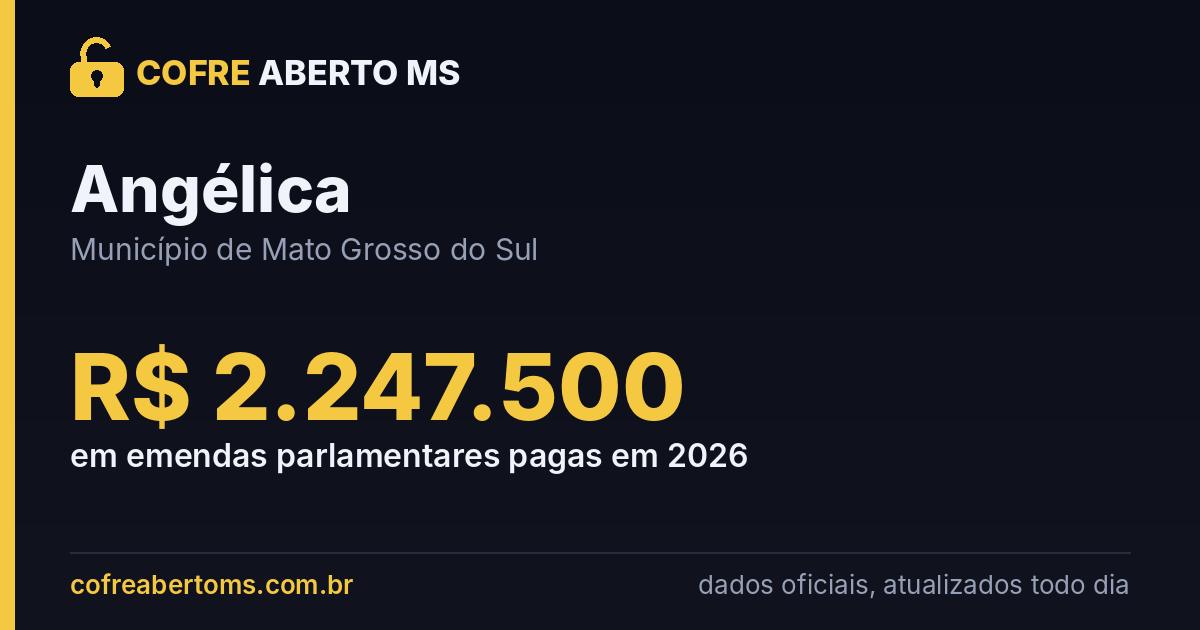 COFRE ABERTO MS
Angélica
Município de Mato Grosso do Sul
R$ 2.247.500
em emendas parlamentares pagas em 2026
cofreabertoms.com.br
dados oficiais, atualizados todo dia